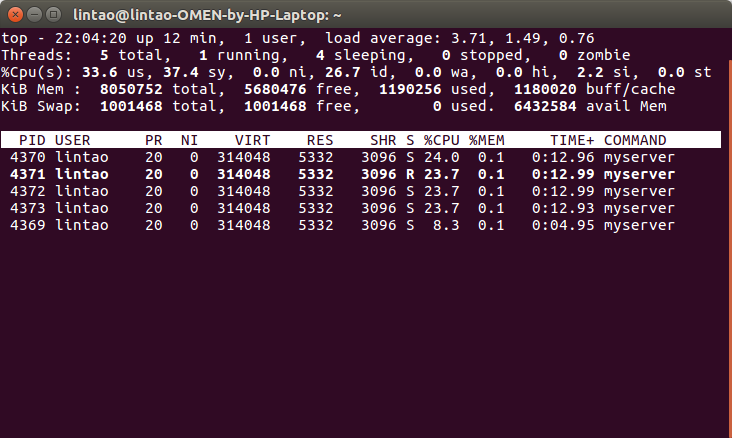 lintao@lintao-OMEN-by-HP-Laptop: ~
top - 22:04:20 up 12 min,  1 user,  load average: 3.71, 1.49, 0.76
Threads:   5 total,   1 running,   4 sleeping,   0 stopped,   0 zombie
%Cpu(s): 33.6 us, 37.4 sy,  0.0 ni, 26.7 id,  0.0 wa,  0.0 hi,  2.2 si,  0.0 st
KiB Mem :  8050752 total,  5680476 free,  1190256 used,  1180020 buff/cache
KiB Swap:  1001468 total,  1001468 free,        0 used.  6432584 avail Mem
  PID USER      PR  NI    VIRT    RES    SHR S %CPU %MEM     TIME+ COMMAND
 4370 lintao    20   0  314048   5332   3096 S 24.0  0.1   0:12.96 myserver
 4371 lintao    20   0  314048   5332   3096 R 23.7  0.1   0:12.99 myserver
 4372 lintao    20   0  314048   5332   3096 S 23.7  0.1   0:12.99 myserver
 4373 lintao    20   0  314048   5332   3096 S 23.7  0.1   0:12.93 myserver
 4369 lintao    20   0  314048   5332   3096 S  8.3  0.1   0:04.95 myserver